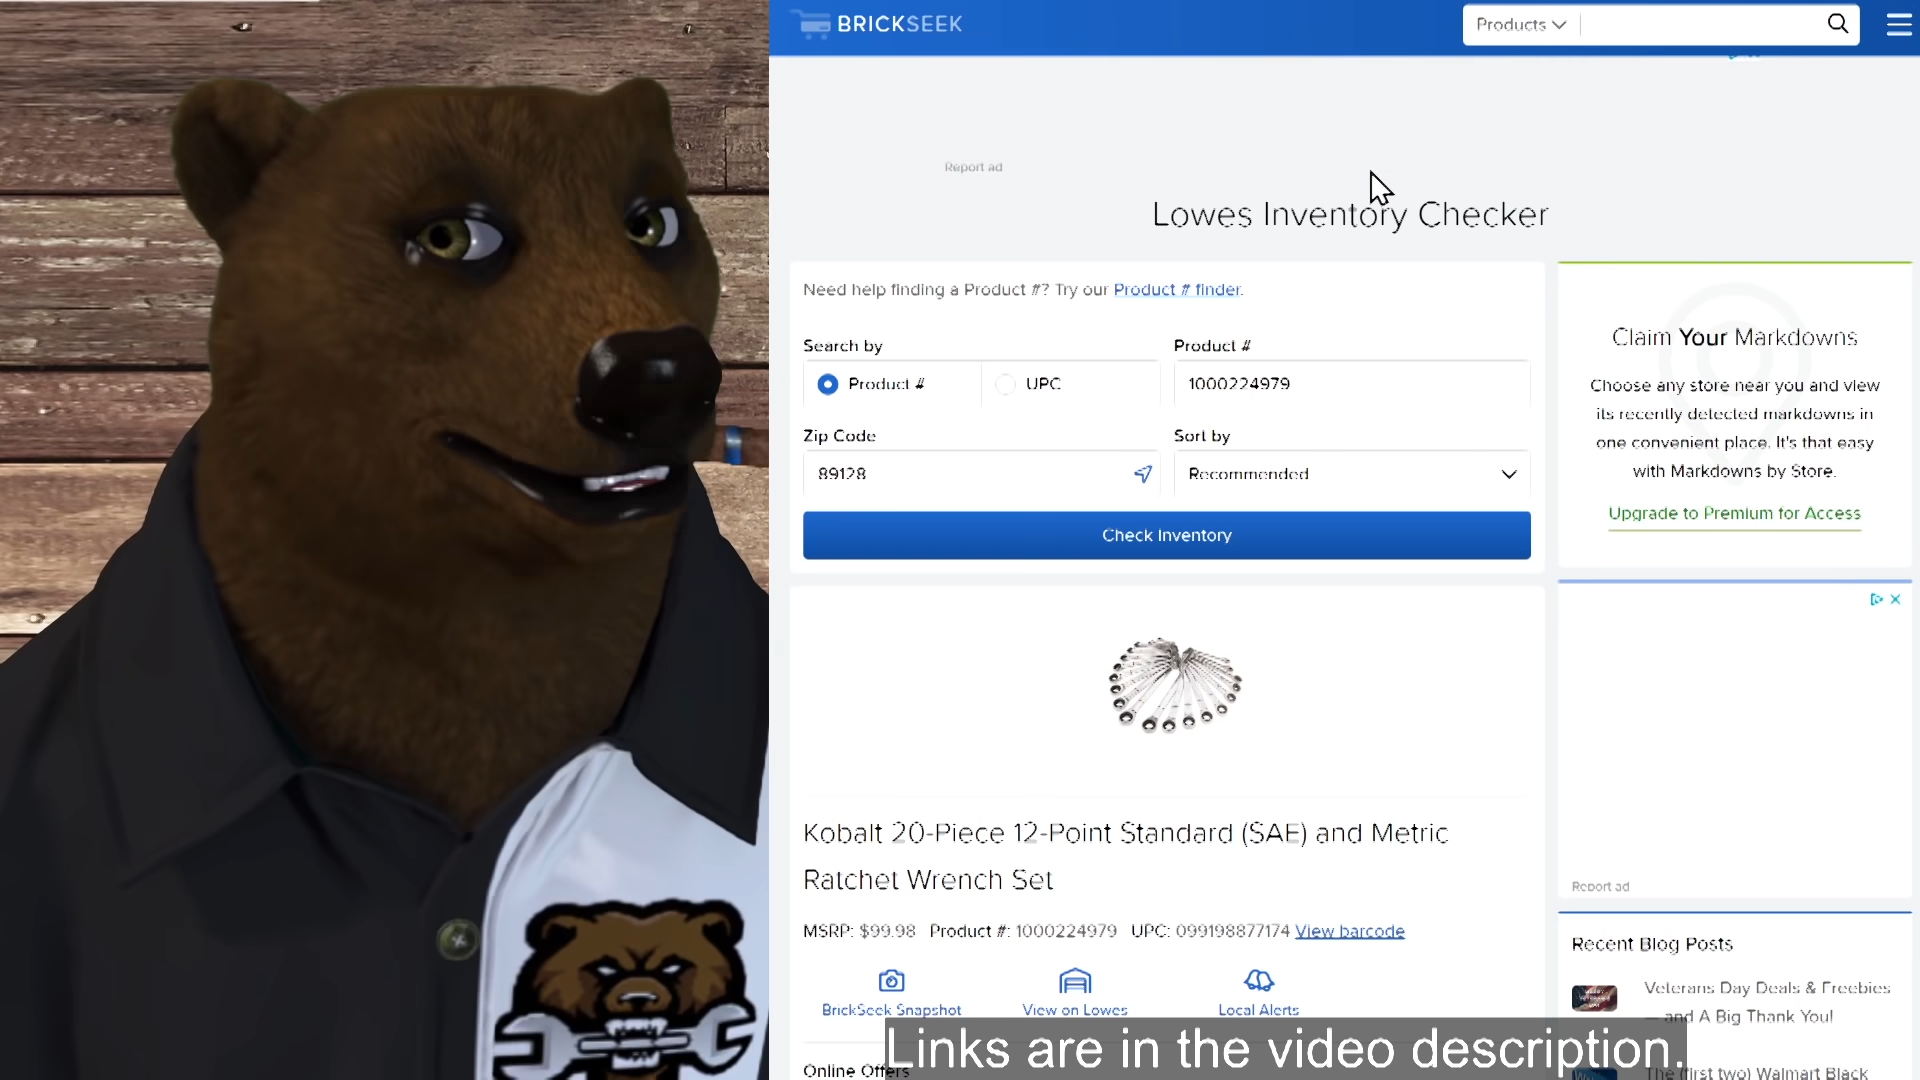 BRICKSEEK
Products
Report ad
Lowes Inventory Checker
Need help finding a Product #? Try our Product # finder.
Search by
Product #
Product #
UPC
1000224979
Zip Code
Sort by
89128
Recommended
Check Inventory
Kobalt 20-Piece 12-Point Standard (SAE) and Metric
Ratchet Wrench Set
MSRP: $99.98 Product #: 1000224979 UPC: 099198877174 View barcode
BrickSeek Snapshot
View on Lowes
Local Alerts
Online Offers
Claim Your Markdowns
Choose any store near you and view
its recently detected markdowns in
one convenient place. It's that easy
with Markdowns by Store.
Upgrade to Premium for Access
Report ad
Recent Blog Posts
Veterans Day Deals & Freebies
— and A Big Thank You!
The (first two) Walmart Black
Links are in the video description.